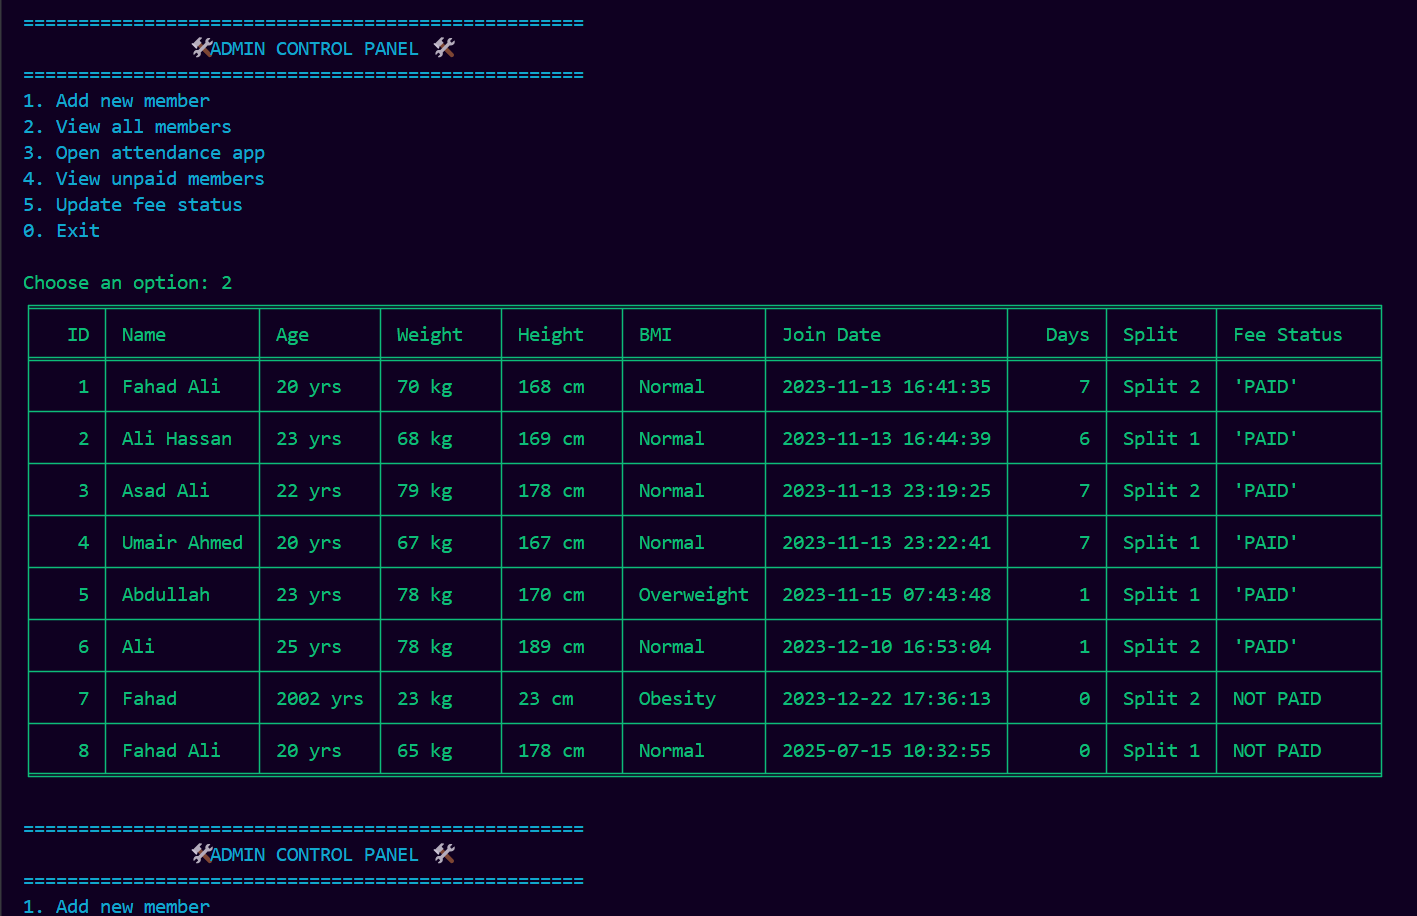 ===================================================
🛠ADMIN CONTROL PANEL 🛠
===================================================
1. Add new member
2. View all members
3. Open attendance app
4. View unpaid members
5. Update fee status
0. Exit
Choose an option: 2
ID Name Age Weight Height BMI Join Date Days Split Fee Status
1 Fahad Ali 20 yrs 70 kg 168 cm Normal 2023-11-13 16:41:35 7 Split 2 'PAID'
2 Ali Hassan 23 yrs 68 kg 169 cm Normal 2023-11-13 16:44:39 6 Split 1 'PAID'
3 Asad Ali 22 yrs 79 kg 178 cm Normal 2023-11-13 23:19:25 7 Split 2 'PAID'
4 Umair Ahmed 20 yrs 67 kg 167 cm Normal 2023-11-13 23:22:41 7 Split 1 'PAID'
5 Abdullah 23 yrs 78 kg 170 cm Overweight 2023-11-15 07:43:48 1 Split 1 'PAID'
6 Ali 25 yrs 78 kg 189 cm Normal 2023-12-10 16:53:04 1 Split 2 'PAID'
7 Fahad 2002 yrs 23 kg 23 cm Obesity 2023-12-22 17:36:13 0 Split 2 NOT PAID
8 Fahad Ali 20 yrs 65 kg 178 cm Normal 2025-07-15 10:32:55 0 Split 1 NOT PAID
===================================================
🛠ADMIN CONTROL PANEL 🛠
===================================================
1. Add new member